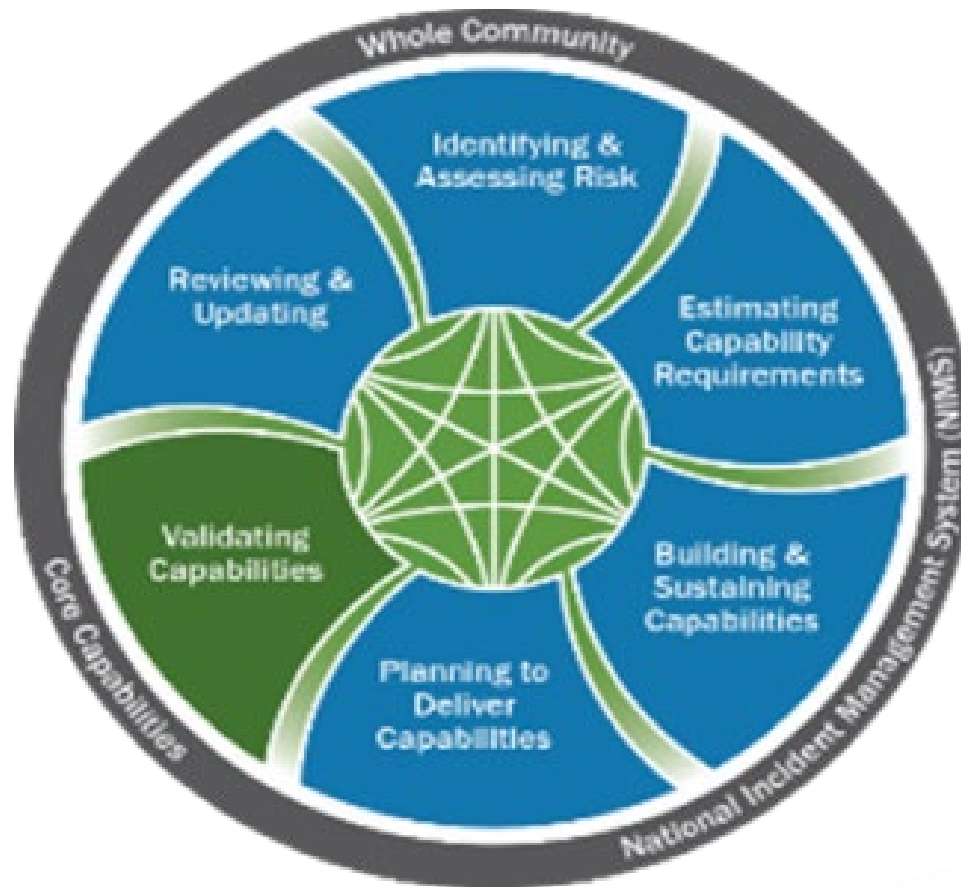 Whole Community
Identifying &
Assessing Risk
Estimating
Capability
Requirements
Building &
Sustaining
Capabilities
Planning to
Deliver
Capabilities
Validating
Capabilities
Reviewing &
Updating
National Incident Management System (NIMS)
Core Capabilities